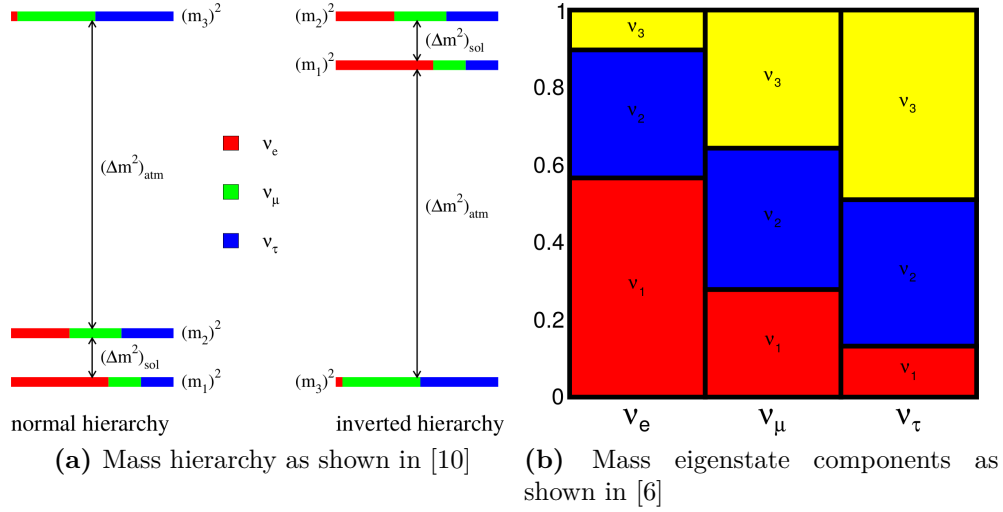 (m₃)²
(Δm²)atm
(m₂)²
(Δm²)sol
(m₁)²
normal hierarchy
νe
νμ
ντ
(m₂)²
(Δm²)sol
(m₁)²
(Δm²)atm
(m₃)²
inverted hierarchy
(a) Mass hierarchy as shown in [10]
1
0.8
0.6
0.4
0.2
0
ν₃
ν₂
ν₁
ν₃
ν₂
ν₁
ν₃
ν₂
ν₁
νe νμ ντ
(b) Mass eigenstate components as
shown in [6]